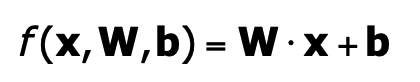 f(x,W,b) = W·x+b